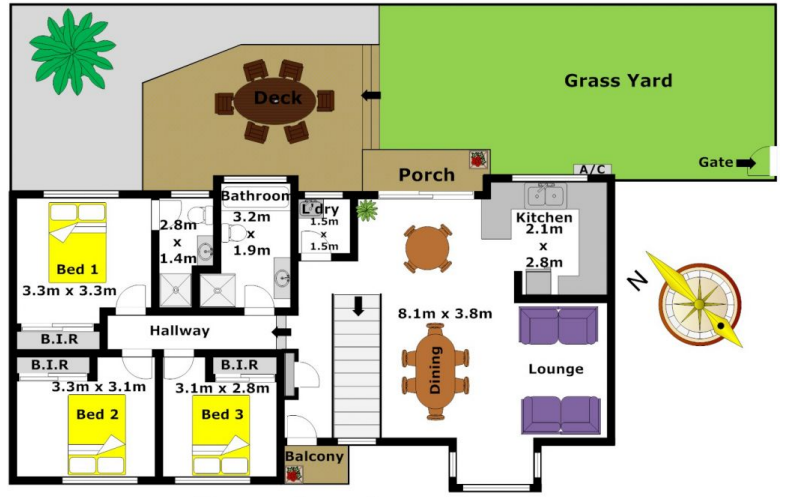 Grass Yard
Deck
Gate
A/C
Porch
Bathroom
3.2m
x
1.9m
2.8m
x
1.4m
L'dry
1.5m
x
1.5m
Kitchen
2.1m
x
2.8m
Bed 1
3.3m x 3.3m
N
8.1m x 3.8m
Hallway
B.I.R
B.I.R
B.I.R
Dining
Lounge
3.3m x 3.1m
3.1m x 2.8m
Bed 2
Bed 3
Balcony